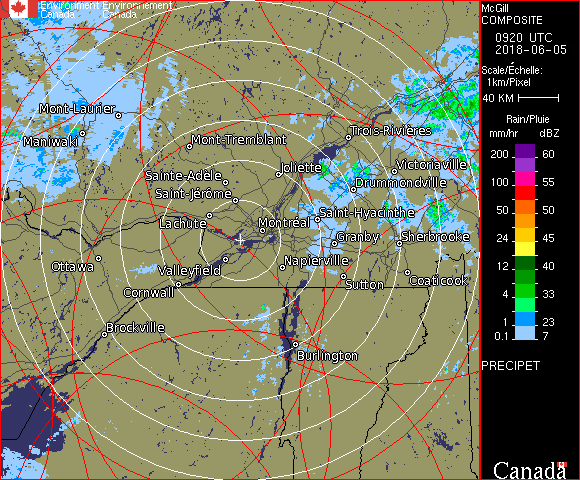 Environment Environnement
Canada Canada
McGill
COMPOSITE
0920 UTC
2018-06-05
Scale/Échelle:
1km/Pixel
40 KM
Rain/Pluie
mm/hr dBZ
200 60
100 55
50 50
24 45
12 40
4 33
1 23
0.1 7
PRECIPET
Canada
Mont-Laurier
Maniwaki
Mont-Tremblant
Trois-Rivières
Sainte-Adèle
Joliette
Victoriaville
Saint-Jérôme
Drummondville
Lachute
Montréal
Saint-Hyacinthe
Granby
Sherbrooke
Ottawa
Valleyfield
Napierville
Cornwall
Sutton
Coaticook
Brockville
Burlington